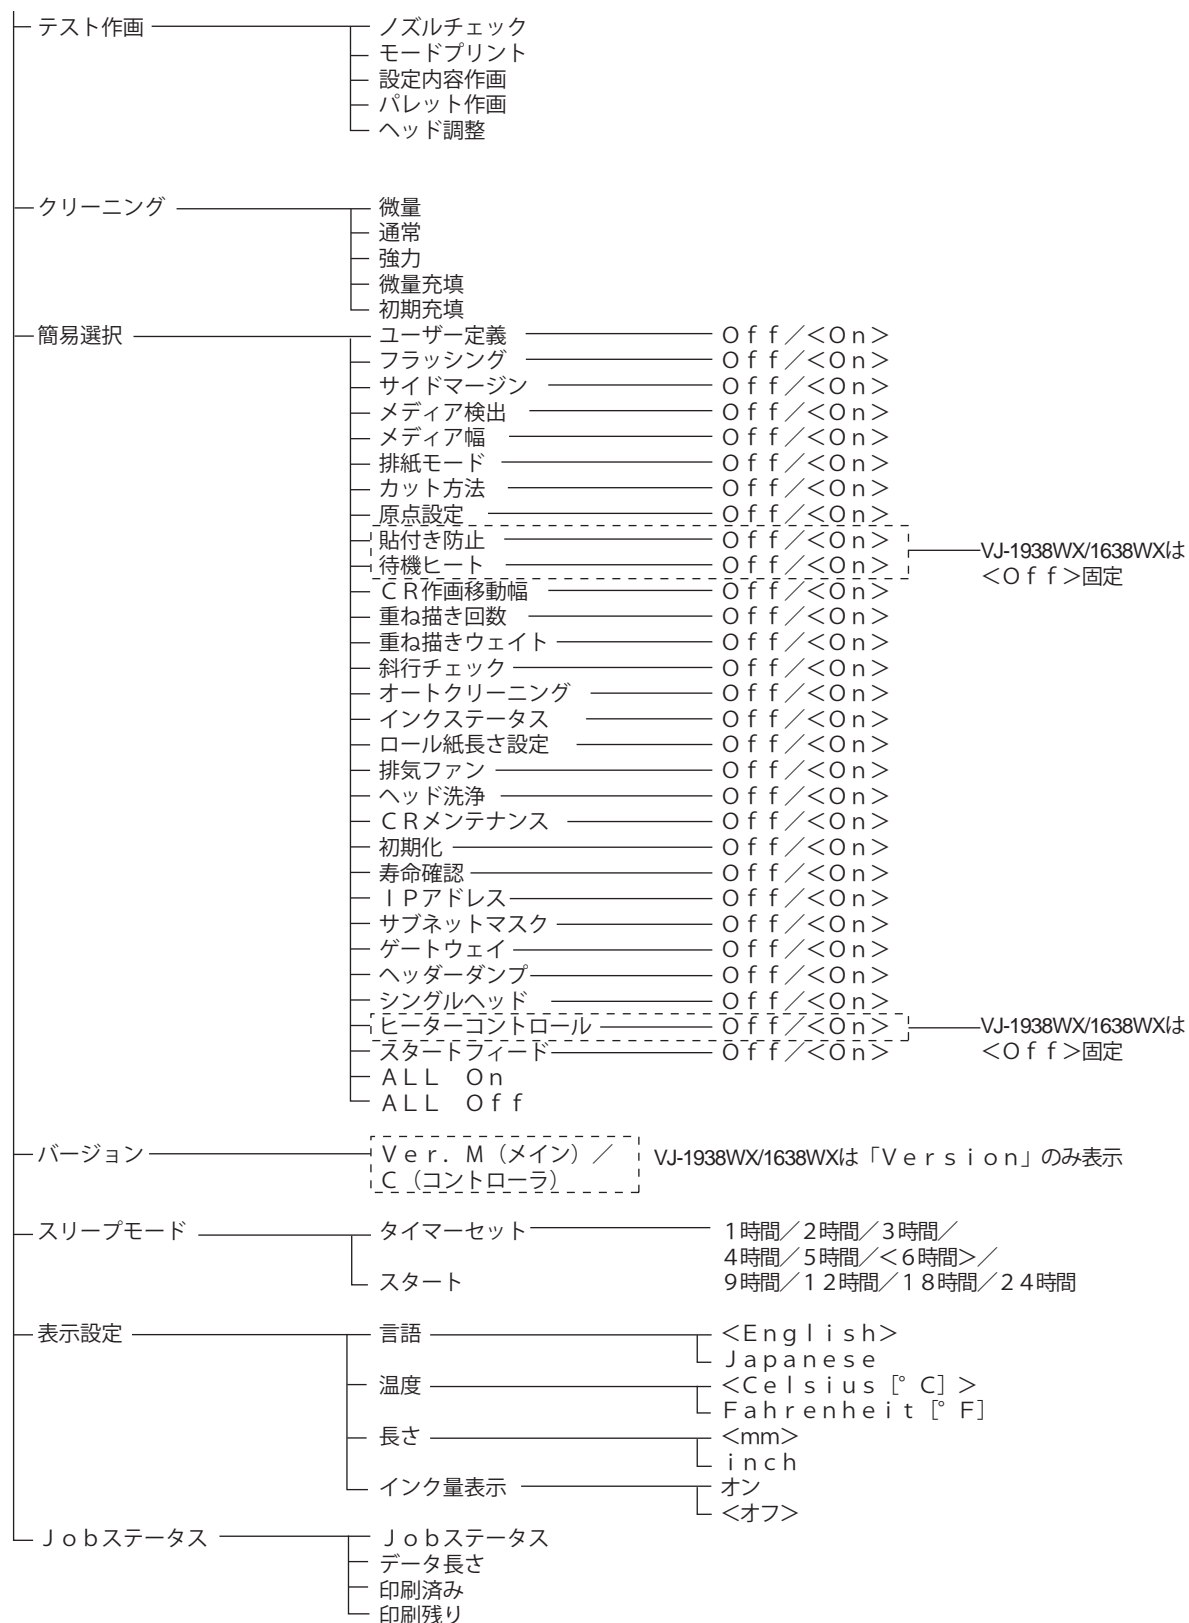 テスト作画 ノズルチェック
モードプリント
設定内容作画
パレット作画
ヘッド調整
クリーニング 微量
通常
強力
微量充填
初期充填
簡易選択 ユーザー定義 Ｏｆｆ／＜Ｏｎ＞
フラッシング Ｏｆｆ／＜Ｏｎ＞
サイドマージン Ｏｆｆ／＜Ｏｎ＞
メディア検出 Ｏｆｆ／＜Ｏｎ＞
メディア幅 Ｏｆｆ／＜Ｏｎ＞
排紙モード Ｏｆｆ／＜Ｏｎ＞
カット方法 Ｏｆｆ／＜Ｏｎ＞
原点設定 Ｏｆｆ／＜Ｏｎ＞
貼付き防止 Ｏｆｆ／＜Ｏｎ＞ VJ-1938WX/1638WXは
待機ヒート Ｏｆｆ／＜Ｏｎ＞ ＜Ｏｆｆ＞固定
ＣＲ作画移動幅 Ｏｆｆ／＜Ｏｎ＞
重ね描き回数 Ｏｆｆ／＜Ｏｎ＞
重ね描きウェイト Ｏｆｆ／＜Ｏｎ＞
斜行チェック Ｏｆｆ／＜Ｏｎ＞
オートクリーニング Ｏｆｆ／＜Ｏｎ＞
インクステータス Ｏｆｆ／＜Ｏｎ＞
ロール紙長さ設定 Ｏｆｆ／＜Ｏｎ＞
排気ファン Ｏｆｆ／＜Ｏｎ＞
ヘッド洗浄 Ｏｆｆ／＜Ｏｎ＞
ＣＲメンテナンス Ｏｆｆ／＜Ｏｎ＞
初期化 Ｏｆｆ／＜Ｏｎ＞
寿命確認 Ｏｆｆ／＜Ｏｎ＞
ＩＰアドレス Ｏｆｆ／＜Ｏｎ＞
サブネットマスク Ｏｆｆ／＜Ｏｎ＞
ゲートウェイ Ｏｆｆ／＜Ｏｎ＞
ヘッダーダンプ Ｏｆｆ／＜Ｏｎ＞
シングルヘッド Ｏｆｆ／＜Ｏｎ＞
ヒーターコントロール Ｏｆｆ／＜Ｏｎ＞ VJ-1938WX/1638WXは
スタートフィード Ｏｆｆ／＜Ｏｎ＞ ＜Ｏｆｆ＞固定
ＡＬＬ　Ｏｎ
ＡＬＬ　Ｏｆｆ
バージョン Ｖｅｒ．Ｍ（メイン）／ VJ-1938WX/1638WXは「Ｖｅｒｓｉｏｎ」のみ表示
Ｃ（コントローラ）
スリープモード タイマーセット １時間／２時間／３時間／
４時間／５時間／＜６時間＞／
スタート ９時間／１２時間／１８時間／２４時間
表示設定 言語 ＜Ｅｎｇｌｉｓｈ＞
Ｊａｐａｎｅｓｅ
温度 ＜Ｃｅｌｓｉｕｓ［°Ｃ］＞
Ｆａｈｒｅｎｈｅｉｔ［°Ｆ］
長さ ＜mm＞
ｉｎｃｈ
インク量表示 オン
＜オフ＞
Ｊｏｂステータス Ｊｏｂステータス
データ長さ
印刷済み
印刷残り